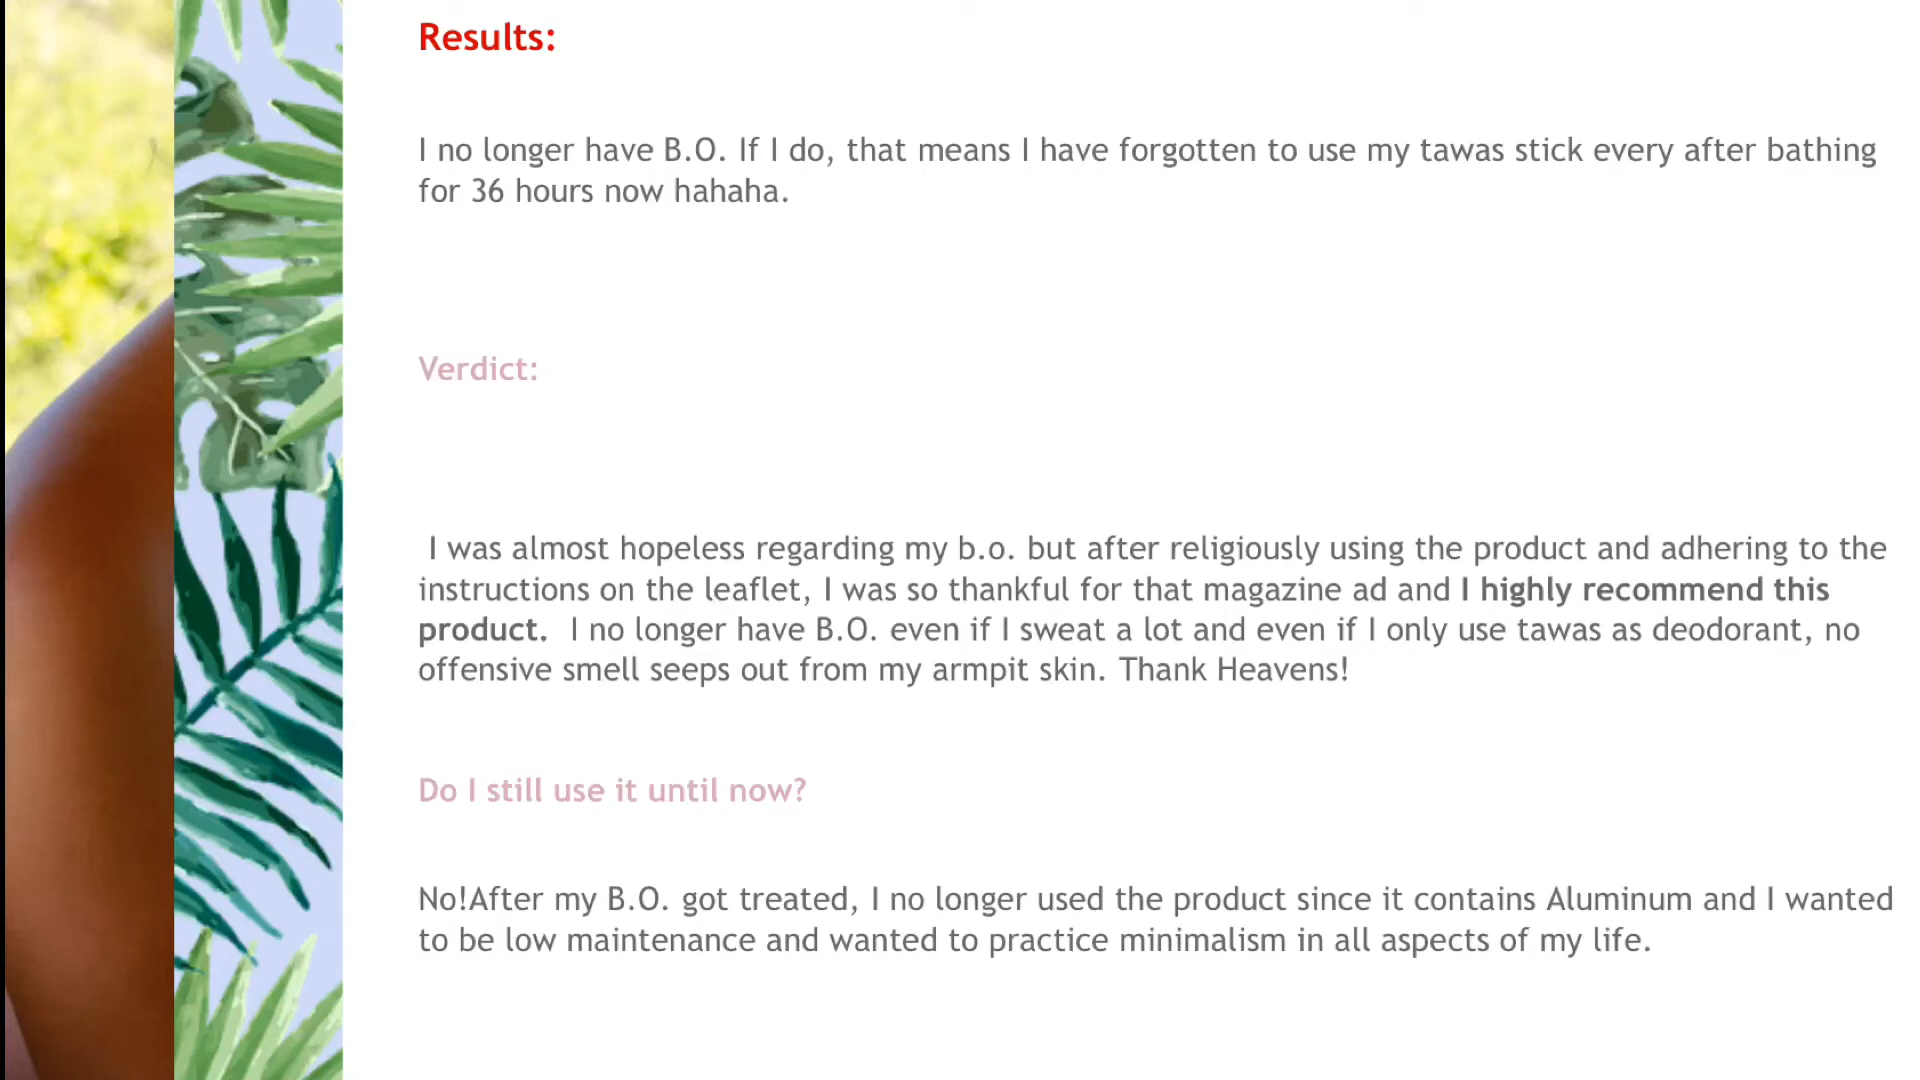 Results:
I no longer have B.O. If I do, that means I have forgotten to use my tawas stick every after bathing
for 36 hours now hahaha.
Verdict:
I was almost hopeless regarding my b.o. but after religiously using the product and adhering to the
instructions on the leaflet, I was so thankful for that magazine ad and I highly recommend this
product.  I no longer have B.O. even if I sweat a lot and even if I only use tawas as deodorant, no
offensive smell seeps out from my armpit skin. Thank Heavens!
Do I still use it until now?
No!After my B.O. got treated, I no longer used the product since it contains Aluminum and I wanted
to be low maintenance and wanted to practice minimalism in all aspects of my life.